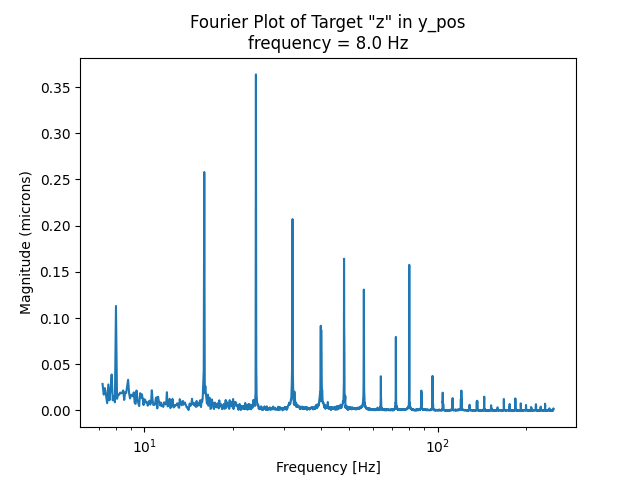 Fourier Plot of Target "z" in y_pos
frequency = 8.0 Hz
0.35
0.30
0.25
0.20
0.15
0.10
0.05
0.00
Magnitude (microns)
10¹
10²
Frequency [Hz]